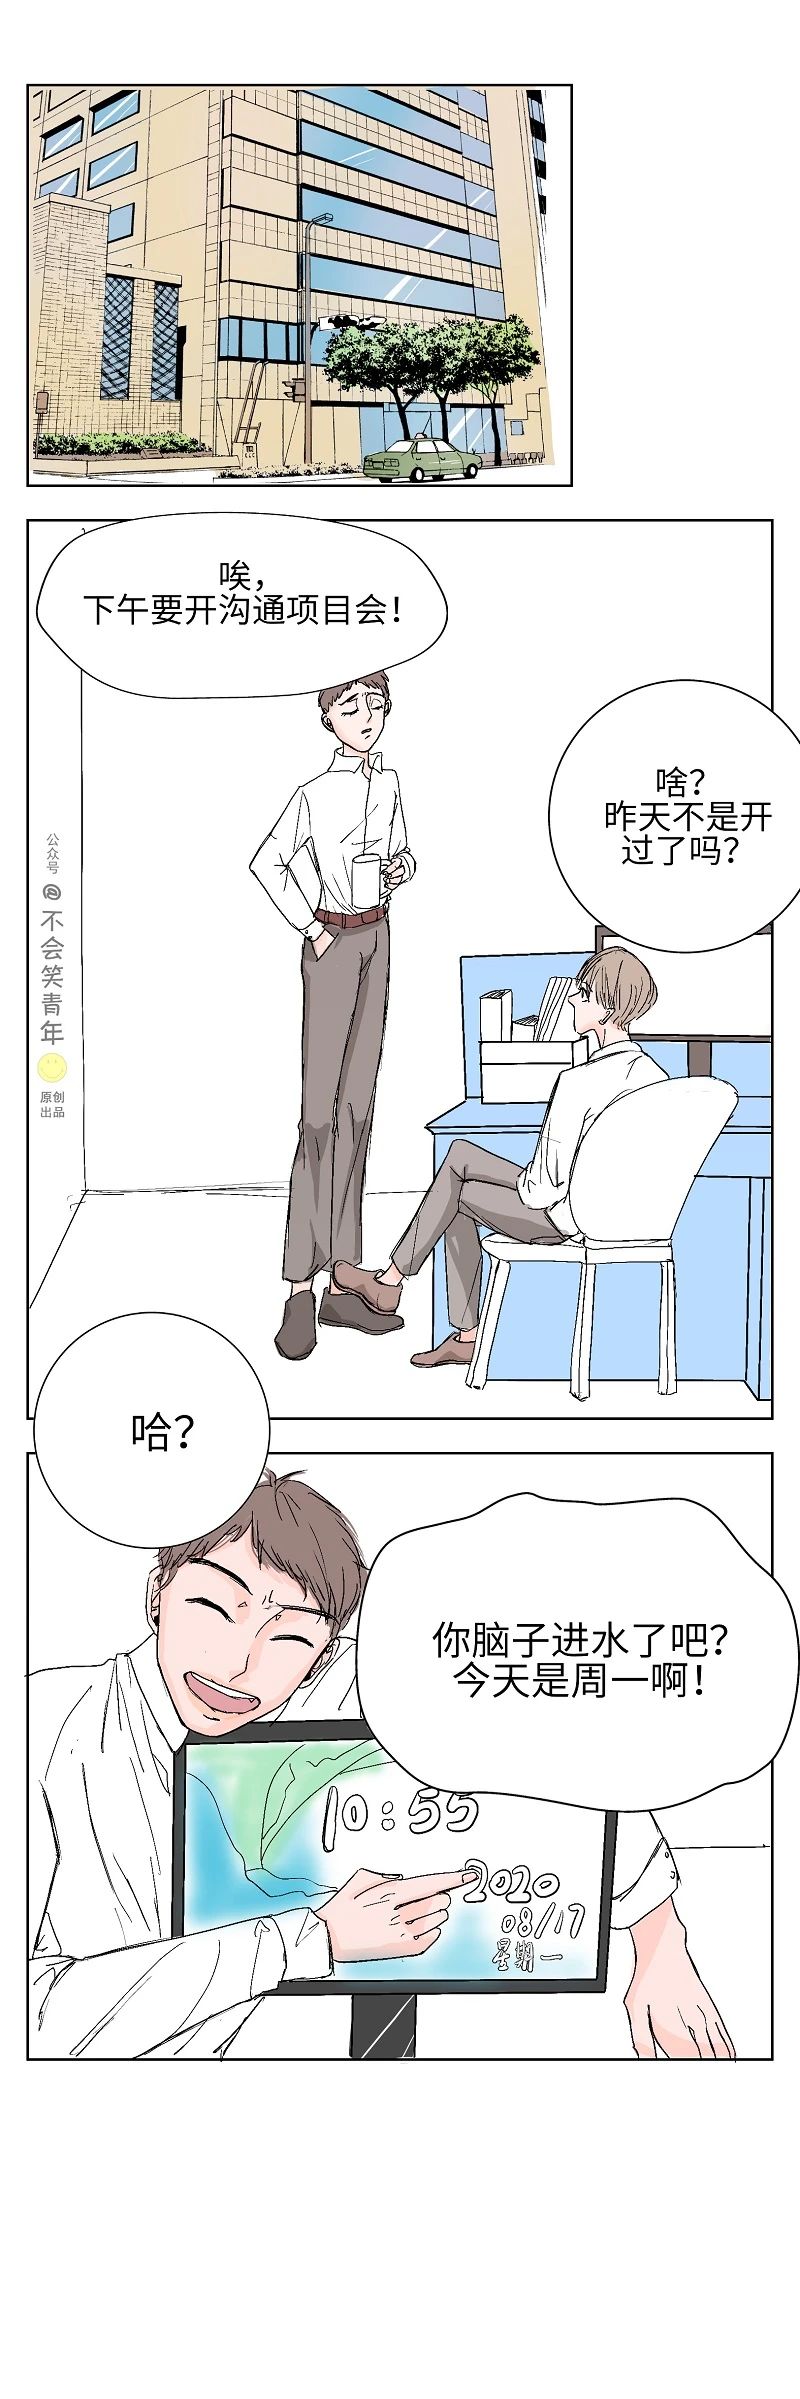 唉，
下午要开沟通项目会！
啥？
昨天不是开
过了吗？
公众号
@不会笑青年
原创
出品
哈？
你脑子进水了吧？
今天是周一啊！
10:55
2020
08/17
星期一